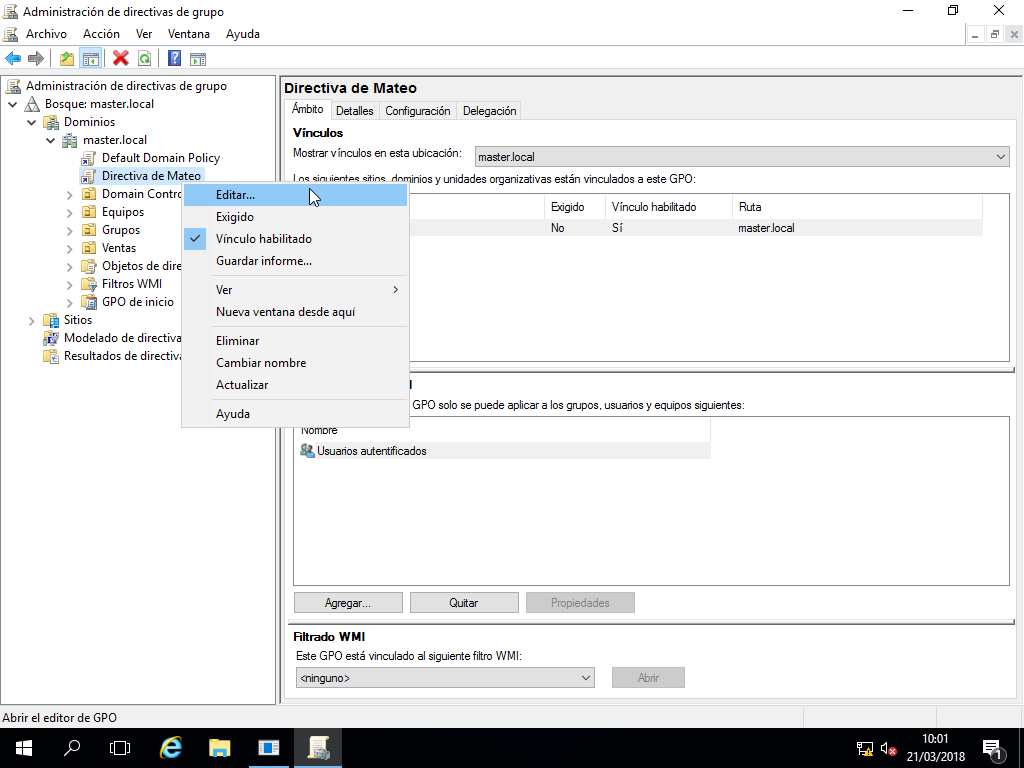 Administración de directivas de grupo
Archivo Acción Ver Ventana Ayuda
Administración de directivas de grupo
Bosque: master.local
Dominios
master.local
Default Domain Policy
Directiva de Mateo
Domain Contro
Equipos
Grupos
Ventas
Objetos de dire
Filtros WMI
GPO de inicio
Sitios
Modelado de directiva
Resultados de directiva
Editar...
Exigido
Vínculo habilitado
Guardar informe...
Ver
Nueva ventana desde aquí
Eliminar
Cambiar nombre
Actualizar
Ayuda
Directiva de Mateo
Ámbito Detalles Configuración Delegación
Vínculos
Mostrar vínculos en esta ubicación: master.local
Los siguientes sitios, dominios y unidades organizativas están vinculados a este GPO:
Exigido Vínculo habilitado Ruta
No Sí master.local
GPO solo se puede aplicar a los grupos, usuarios y equipos siguientes:
Nombre
Usuarios autentificados
Agregar... Quitar Propiedades
Filtrado WMI
Este GPO está vinculado al siguiente filtro WMI:
<ninguno> Abrir
Abrir el editor de GPO
10:01
21/03/2018
1